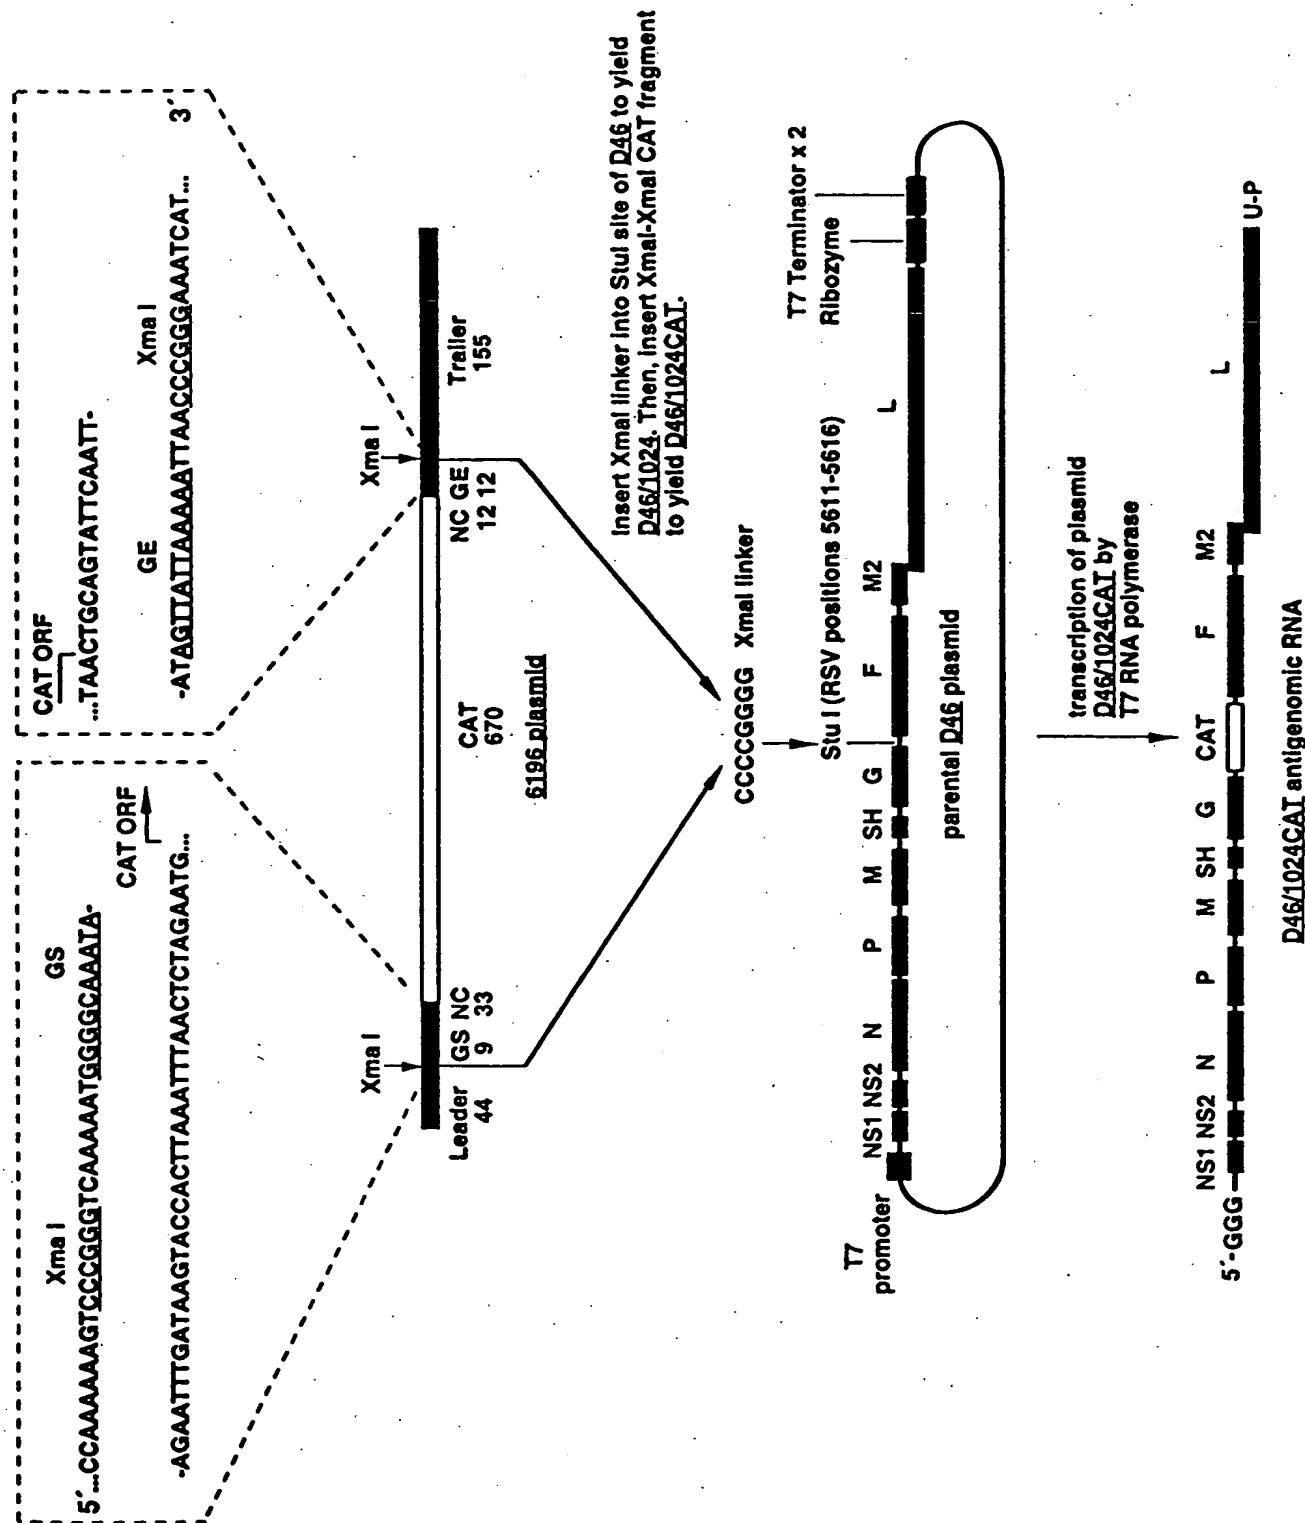 Xma I
GS
5´...CCAAAAAGTCCCGGGTCAAAAATGGGGCAAATA-
CAT ORF
-AGAATTTGATAAGTACCACTTAAATTTAACTCTAGAATG...
CAT ORF
...TAACTGCAGTATTCAATT-
GE
Xma I
-ATAGTTATTAAAAATTAACCCGGGAAATCAT...
3´
Xma I
Xma I
Leader
44
GS NC
9 33
CAT
670
NC GE
12 12
Trailer
155
6196 plasmid
Insert XmaI linker into StuI site of D46 to yield
D46/1024. Then, insert XmaI-XmaI CAT fragment
to yield D46/1024CAT.
CCCCGGGG XmaI linker
Stu I (RSV positions 5611-5616)
T7 Terminator x 2
Ribozyme
T7
promoter
NS1 NS2 N P M SH G F M2 L
parental D46 plasmid
transcription of plasmid
D46/1024CAT by
T7 RNA polymerase
NS1 NS2 N P M SH G CAT F M2 L
5´-GGG
U-P
D46/1024CAT antigenomic RNA